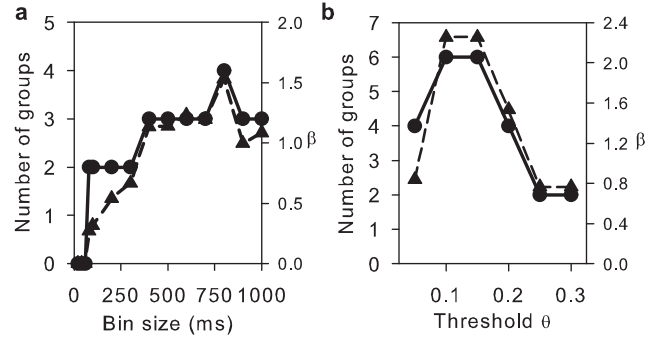 a
5
4
3
2
1
0
Number of groups
2.0
1.5
1.0
0.5
0.0
β
0 250 500 750 1000
Bin size (ms)
b
7
6
5
4
3
2
1
0
Number of groups
2.4
2.0
1.6
1.2
0.8
0.4
0.0
β
0.1 0.2 0.3
Threshold θ